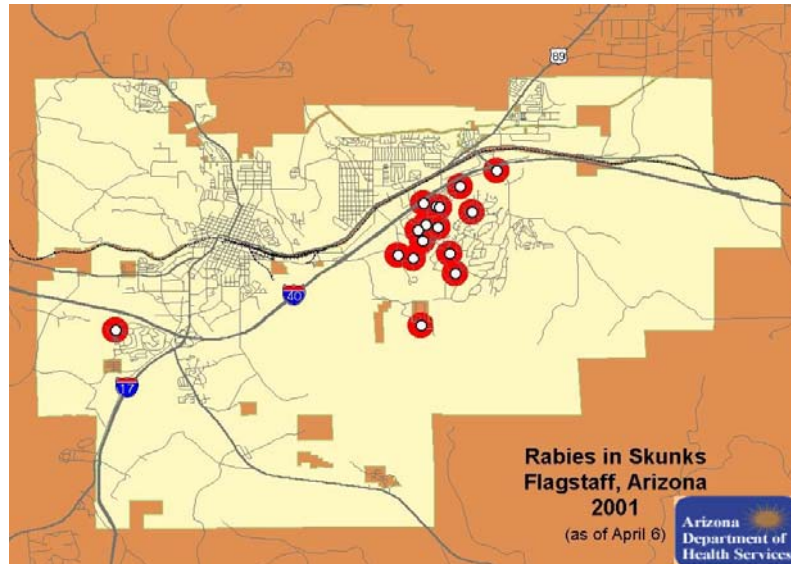 89
40
17
Rabies in Skunks
Flagstaff, Arizona
2001
(as of April 6)
Arizona
Department of
Health Services